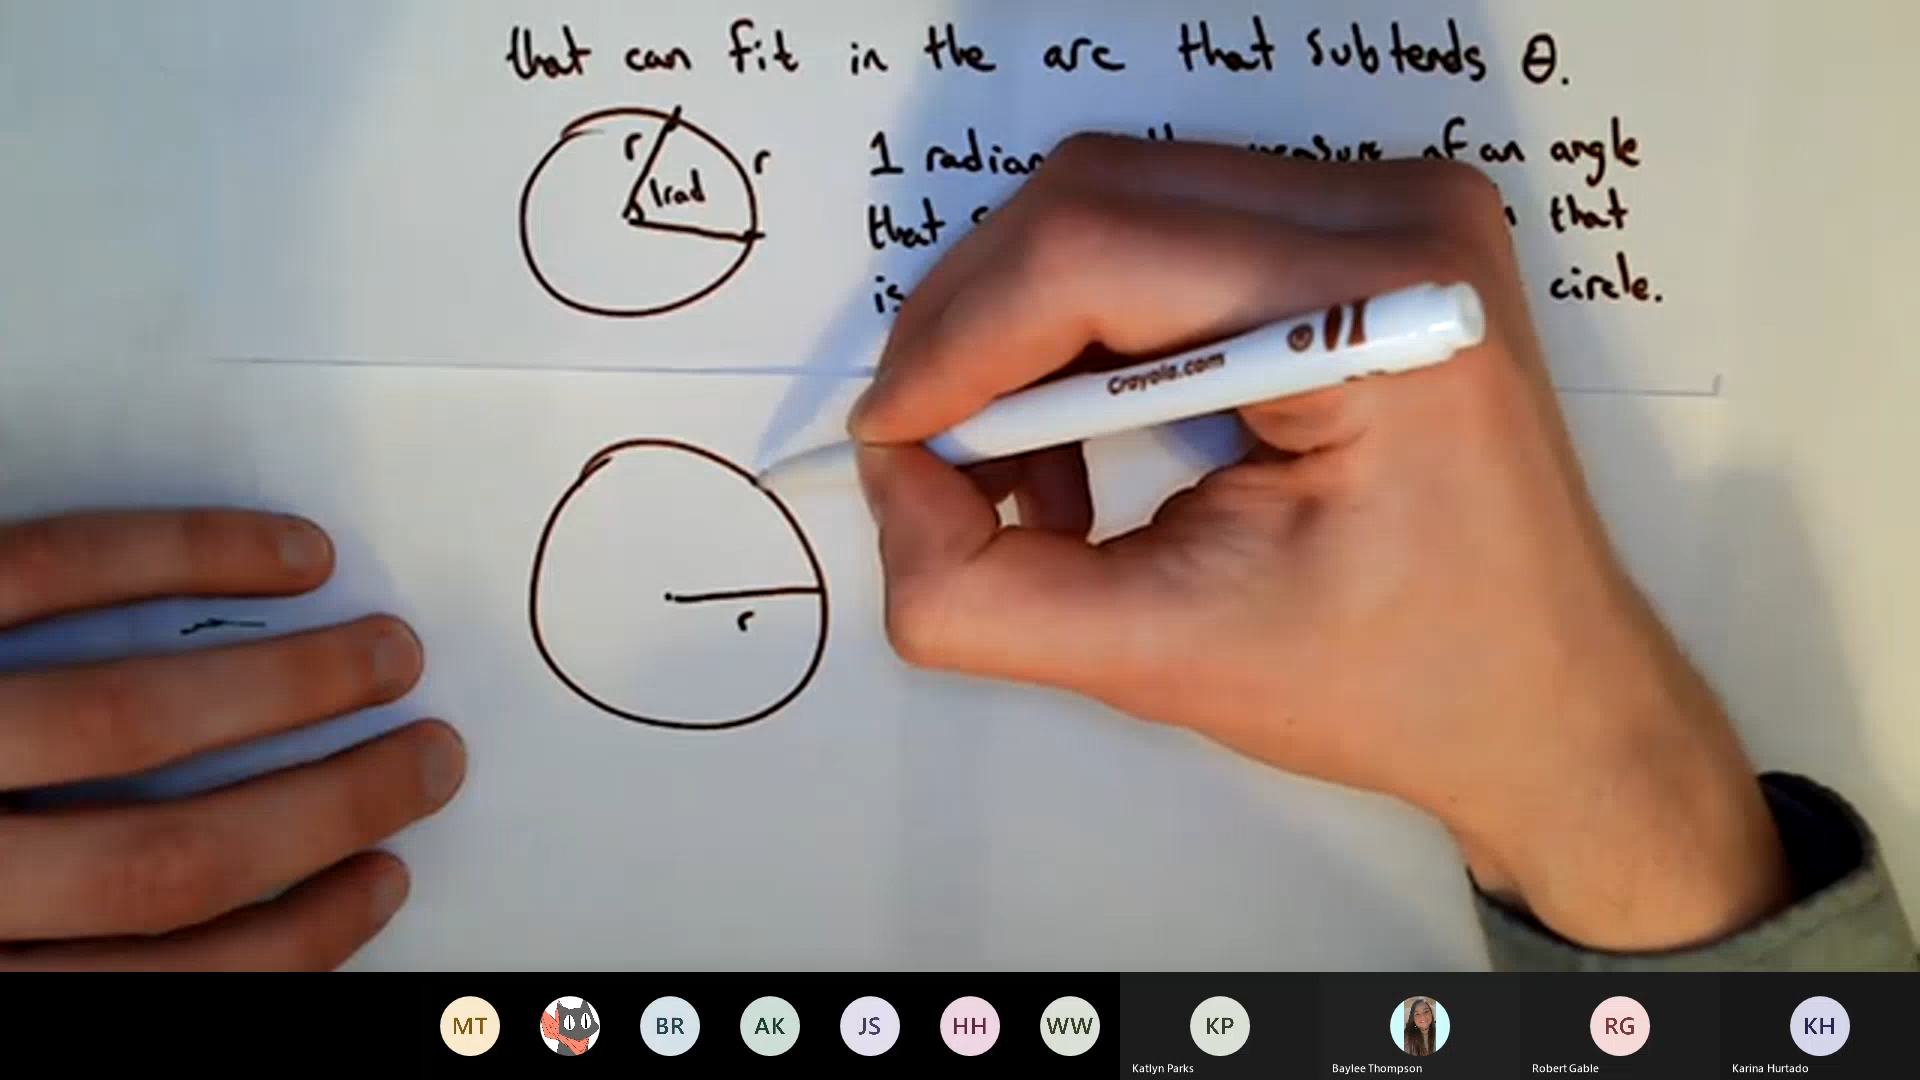 that can fit in the arc that subtends θ.
r
r
1rad
1 radian measure of an angle
that that
is circle.
Crayola.com
r
MT
BR
AK
JS
HH
WW
KP
RG
KH
Katlyn Parks
Baylee Thompson
Robert Gable
Karina Hurtado